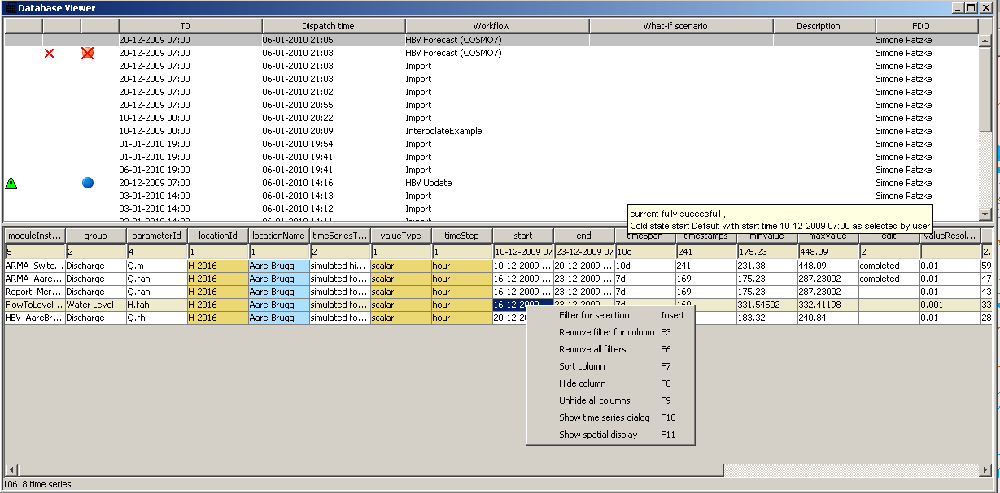 Database Viewer
T0 Dispatch time Workflow What-if scenario Description FDO
20-12-2009 07:00 06-01-2010 21:05 HBV Forecast (COSMO7) Simone Patzke
20-12-2009 07:00 06-01-2010 21:03 HBV Forecast (COSMO7) Simone Patzke
20-12-2009 07:00 06-01-2010 21:03 Import Simone Patzke
20-12-2009 07:00 06-01-2010 21:03 Import Simone Patzke
20-12-2009 07:00 06-01-2010 21:02 Import Simone Patzke
20-12-2009 07:00 06-01-2010 20:55 Import Simone Patzke
10-12-2009 00:00 06-01-2010 20:22 Import Simone Patzke
10-12-2009 00:00 06-01-2010 20:09 InterpolateExample Simone Patzke
01-01-2010 19:00 06-01-2010 19:54 Import Simone Patzke
01-01-2010 19:00 06-01-2010 19:41 Import Simone Patzke
06-01-2010 19:00 06-01-2010 19:41 Import Simone Patzke
20-12-2009 07:00 06-01-2010 14:16 HBV Update Simone Patzke
03-01-2010 14:00 06-01-2010 14:13 Import Simone Patzke
03-01-2010 14:00 06-01-2010 14:12 Import
current fully succesfull ,
Cold state start Default with start time 10-12-2009 07:00 as selected by user
moduleInst... group parameterId locationId locationName timeSeriesT... valueType timeStep start end timeSpan timestamps minValue maxValue edit valueResol...
5 2 4 1 1 2 1 1 10-12-2009 07 23-12-2009 07 10d 241 175.23 448.09 2 2.
ARMA_Switc... Discharge Q.m H-2016 Aare-Brugg simulated hi... scalar hour 10-12-2009 ... 20-12-2009 ... 10d 241 231.38 448.09 completed 0.01 59
ARMA_Aare... Discharge Q.fah H-2016 Aare-Brugg simulated fo... scalar hour 16-12-2009 ... 23-12-2009 ... 7d 169 175.23 287.23002 completed 0.01 47
Report_Mer... Discharge Q.fah H-2016 Aare-Brugg simulated fo... scalar hour 16-12-2009 ... 23-12-2009 ... 7d 169 175.23 287.23002 0.01 43
FlowToLevel... Water Level H.fah H-2016 Aare-Brugg simulated fo... scalar hour 16-12-2009 ... 23-12-2009 ... 7d 169 331.54502 332.41198 0.001 33
HBV_AareBr... Discharge Q.fh H-2016 Aare-Brugg simulated fo... scalar hour 20-12-20 183.32 240.84 0.01 28
Filter for selection Insert
Remove filter for column F3
Remove all filters F6
Sort column F7
Hide column F8
Unhide all columns F9
Show time series dialog F10
Show spatial display F11
10618 time series